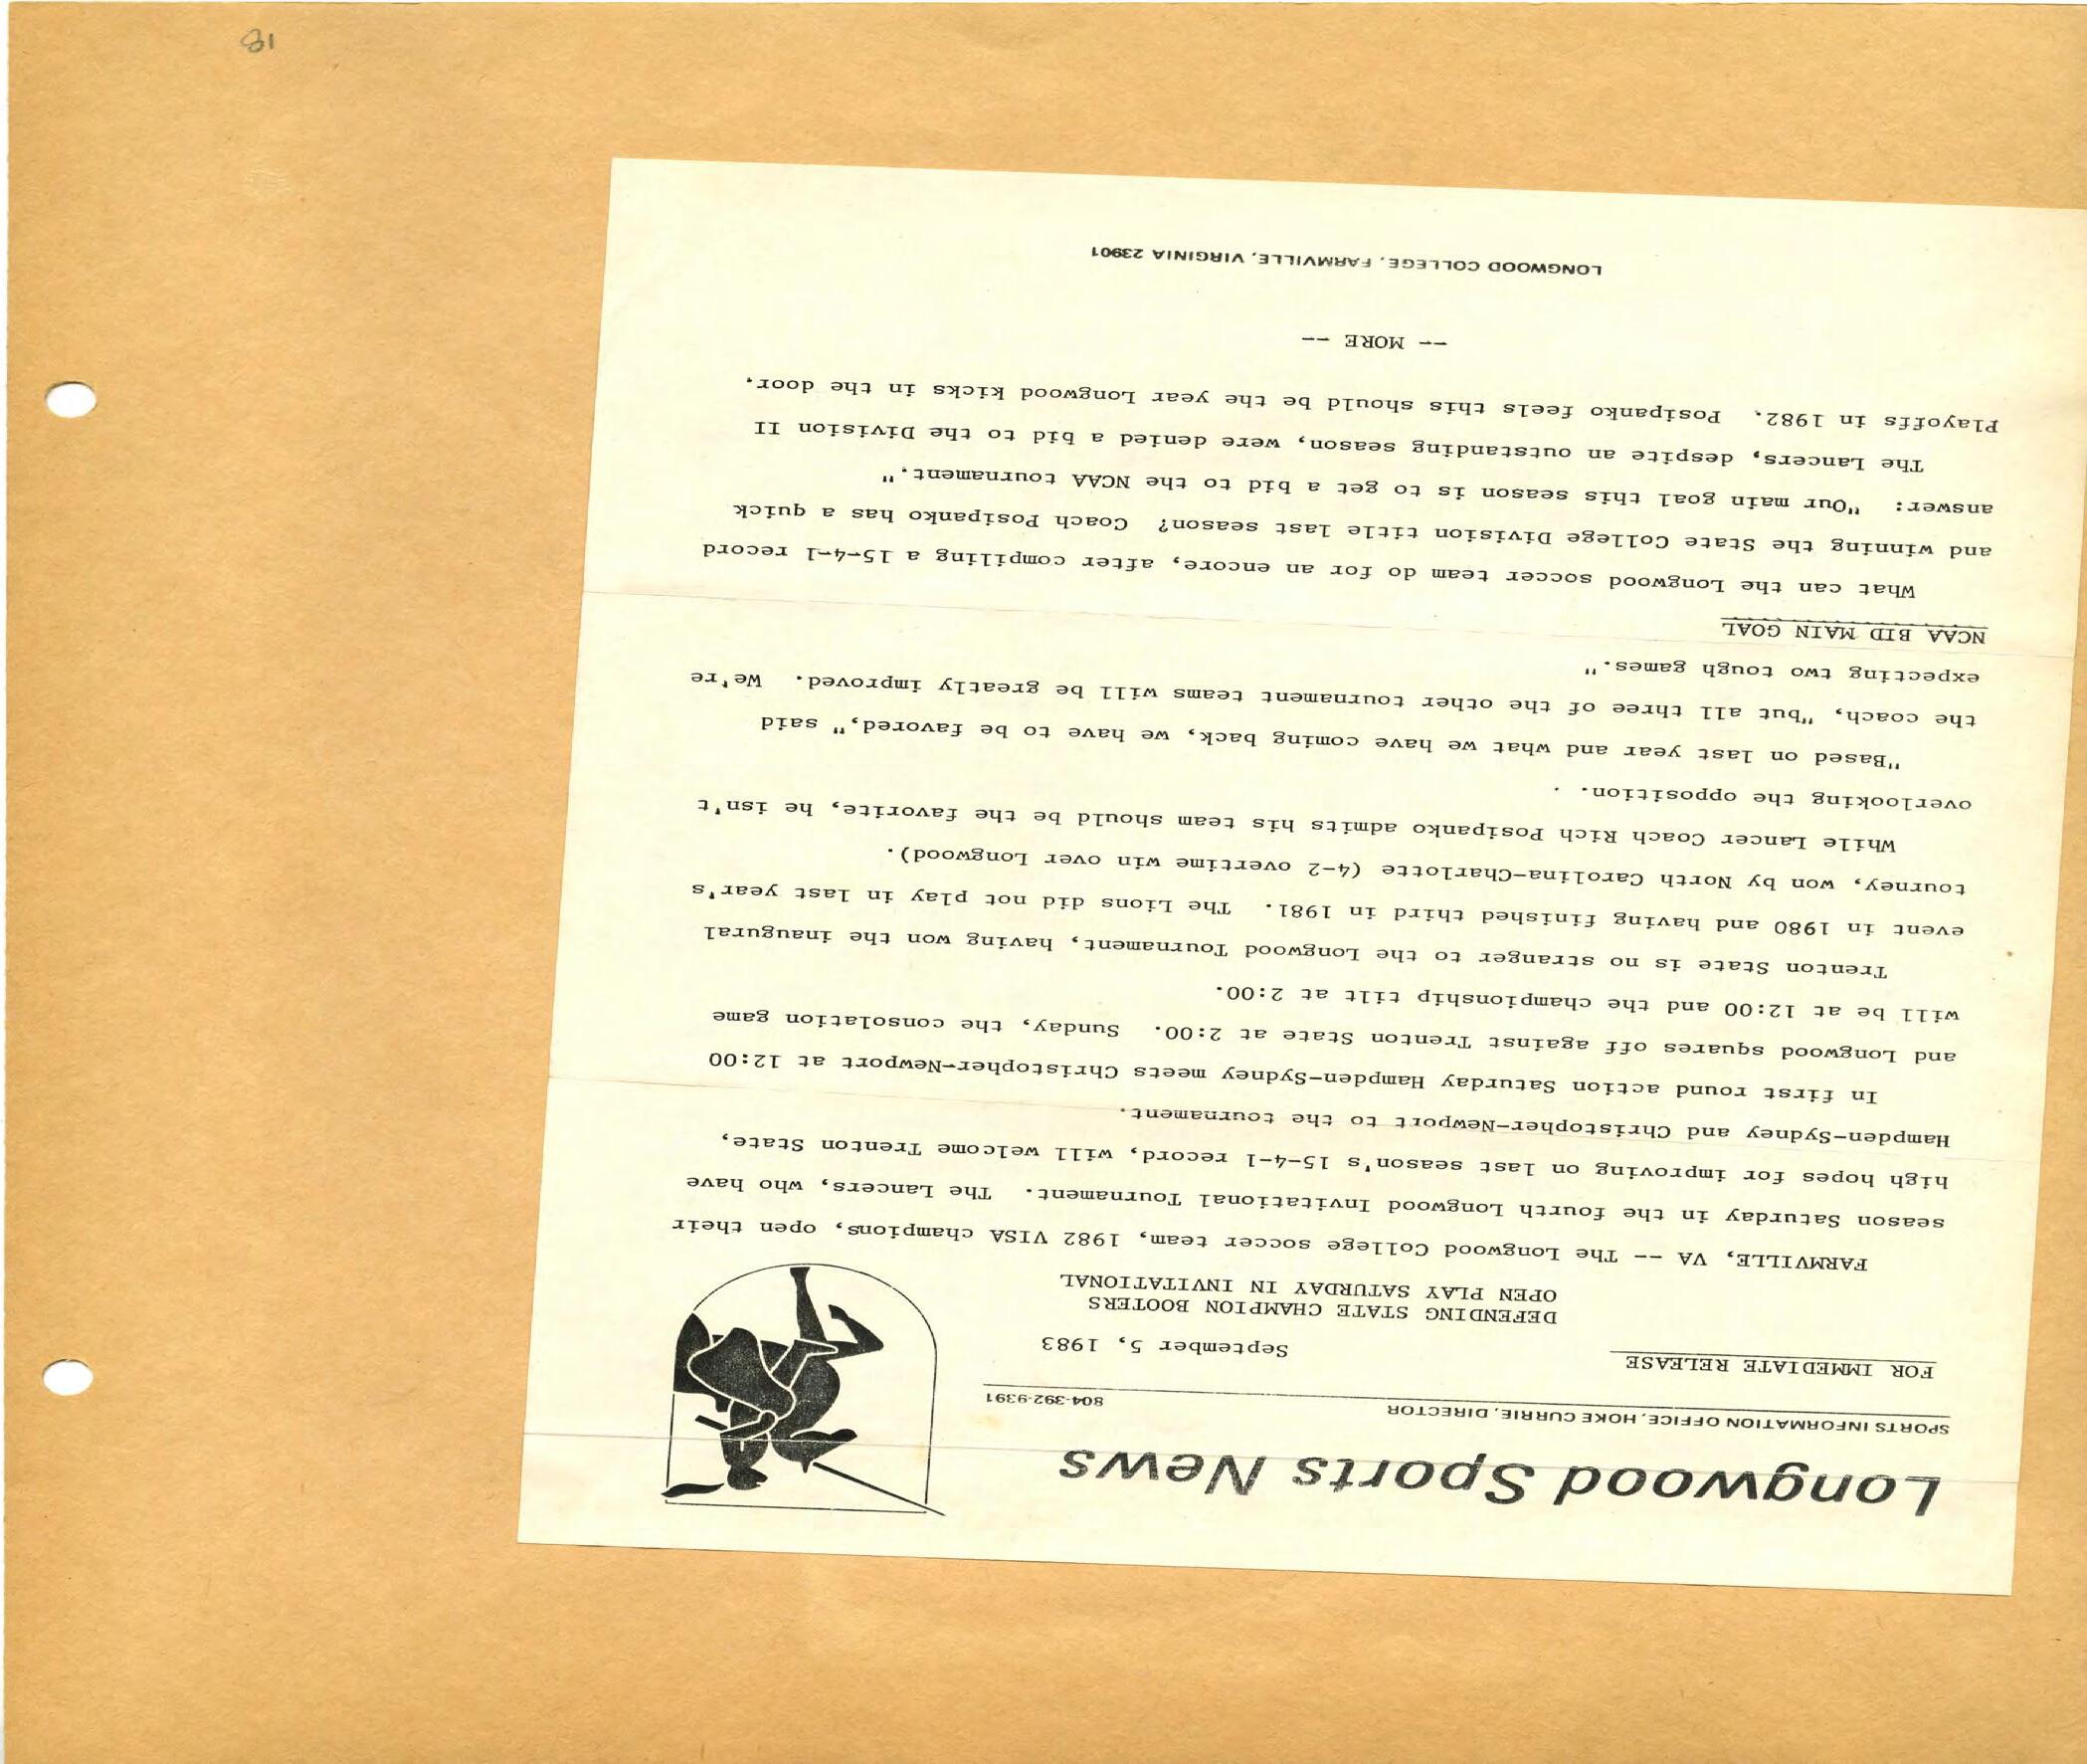 Longwood Sports News
SPORTS INFORMATION OFFICE, HOKE CURRIE, DIRECTOR 804-392-9391
FOR IMMEDIATE RELEASE September 5, 1983
DEFENDING STATE CHAMPION BOOTERS
OPEN PLAY SATURDAY IN INVITATIONAL
FARMVILLE, VA -- The Longwood College soccer team, 1982 VISA champions, open their
season Saturday in the fourth Longwood Invitational Tournament. The Lancers, who have
high hopes for improving on last season's 15-4-1 record, will welcome Trenton State,
Hampden-Sydney and Christopher-Newport to the tournament.
In first round action Saturday Hampden-Sydney meets Christopher-Newport at 12:00
and Longwood squares off against Trenton State at 2:00. Sunday, the consolation game
will be at 12:00 and the championship tilt at 2:00.
Trenton State is no stranger to the Longwood Tournament, having won the inaugural
event in 1980 and having finished third in 1981. The Lions did not play in last year's
tourney, won by North Carolina-Charlotte (4-2 overtime win over Longwood).
While Lancer Coach Rich Posipanko admits his team should be the favorite, he isn't
overlooking the opposition. .
"Based on last year and what we have coming back, we have to be favored," said
the coach, "but all three of the other tournament teams will be greatly improved. We're
expecting two tough games."
NCAA BID MAIN GOAL
What can the Longwood soccer team do for an encore, after compiling a 15-4-1 record
and winning the State College Division title last season? Coach Posipanko has a quick
answer: "Our main goal this season is to get a bid to the NCAA tournament."
The Lancers, despite an outstanding season, were denied a bid to the Division II
Playoffs in 1982. Posipanko feels this should be the year Longwood kicks in the door.
-- MORE --
LONGWOOD COLLEGE, FARMVILLE, VIRGINIA 23901
81